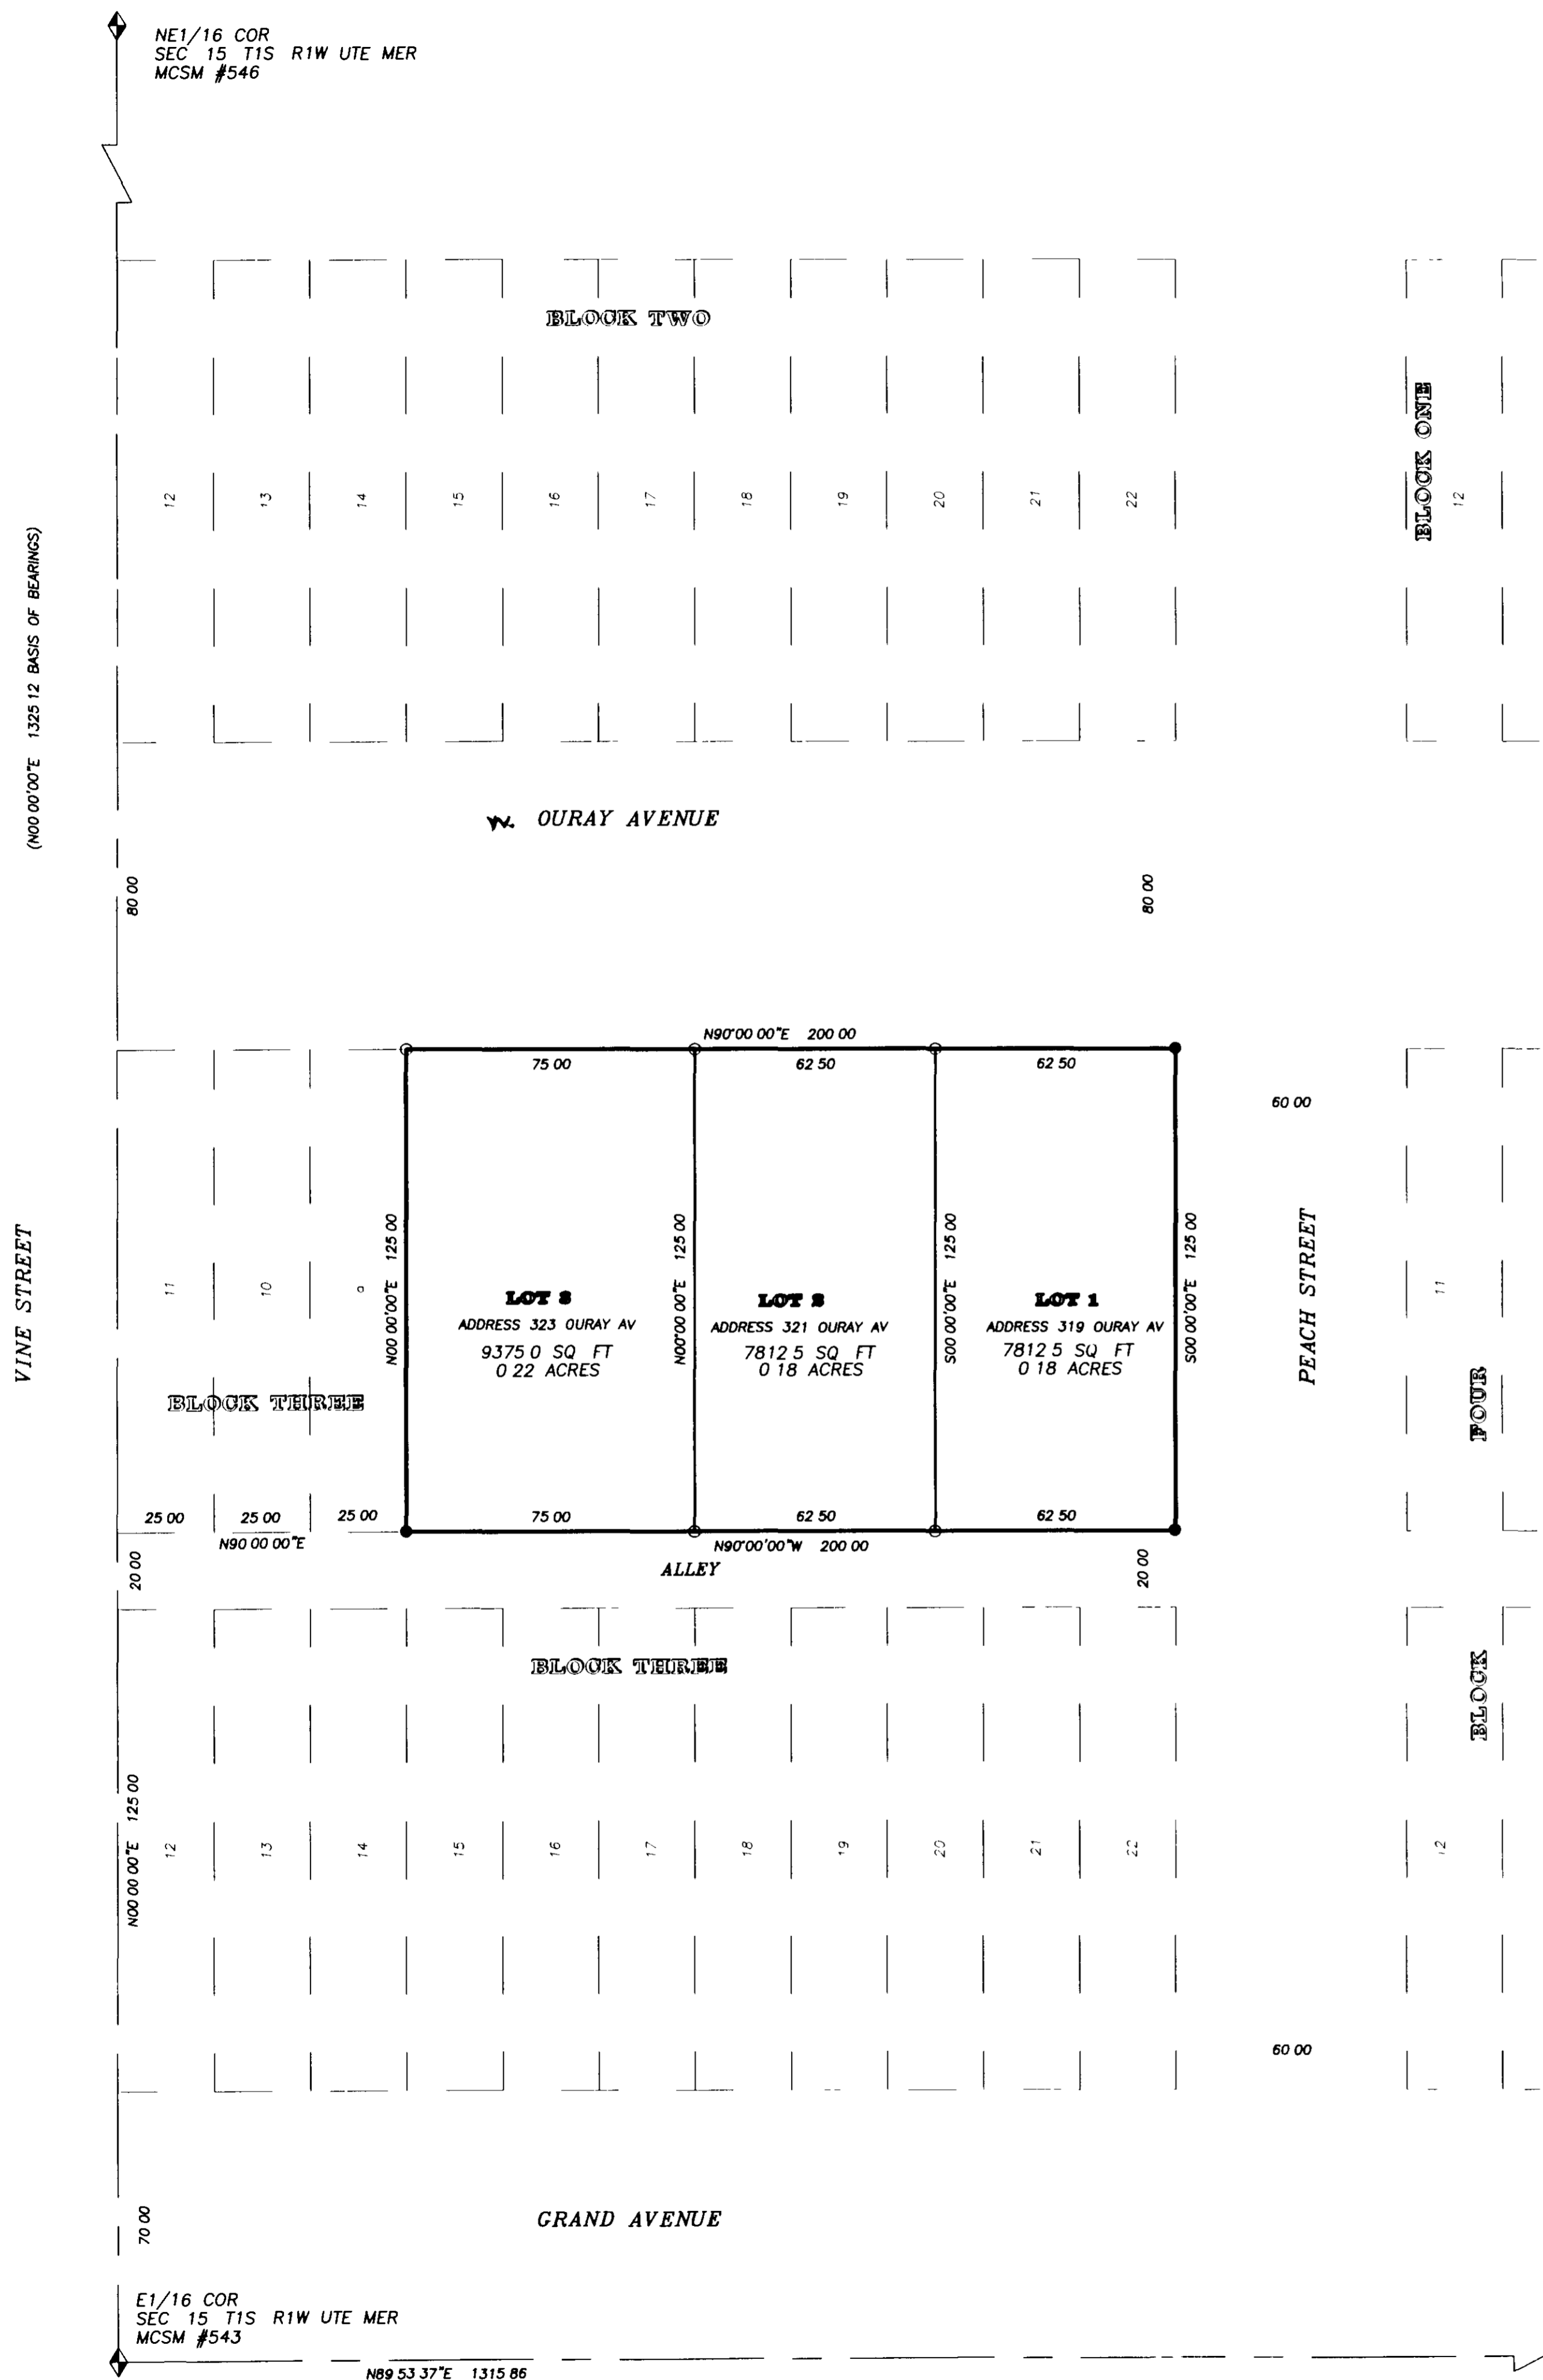 NE1/16 COR
SEC 15 T1S R1W UTE MER
MCSM #546
BLOCK TWO
BLOCK ONE
12 13 14 15 16 17 18 19 20 21 22 12
(N00 00'00"E 1325 12 BASIS OF BEARINGS)
OURAY AVENUE
80 00 80 00
N90°00 00"E 200 00
75 00 62 50 62 50
60 00
VINE STREET
N00 00'00"E 125 00
N00°00 00"E 125 00
S00 00'00"E 125 00
S00 00'00"E 125 00
PEACH STREET
11 10 11
LOT 3
ADDRESS 323 OURAY AV
9375 0 SQ FT
0 22 ACRES
LOT 2
ADDRESS 321 OURAY AV
7812 5 SQ FT
0 18 ACRES
LOT 1
ADDRESS 319 OURAY AV
7812 5 SQ FT
0 18 ACRES
BLOCK THREE
BLOCK FOUR
25 00 25 00 25 00 75 00 62 50 62 50
N90 00 00"E
N90°00'00"W 200 00
20 00 20 00
ALLEY
BLOCK THREE
N00 00 00"E 125 00
12 13 14 15 16 17 18 19 20 21 22 12
60 00
70 00
GRAND AVENUE
E1/16 COR
SEC 15 T1S R1W UTE MER
MCSM #543
N89 53 37"E 1315 86